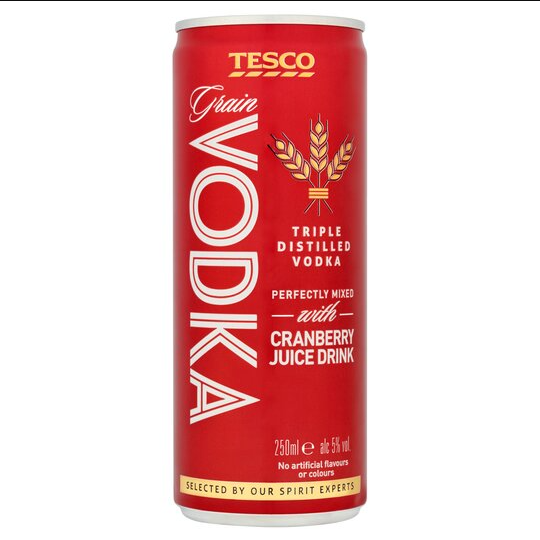 TESCO
Grain
VODKA
TRIPLE
DISTILLED
VODKA
PERFECTLY MIXED
with
CRANBERRY
JUICE DRINK
250ml ℮ alc 5% vol.
No artificial flavours
or colours
SELECTED BY OUR SPIRIT EXPERTS